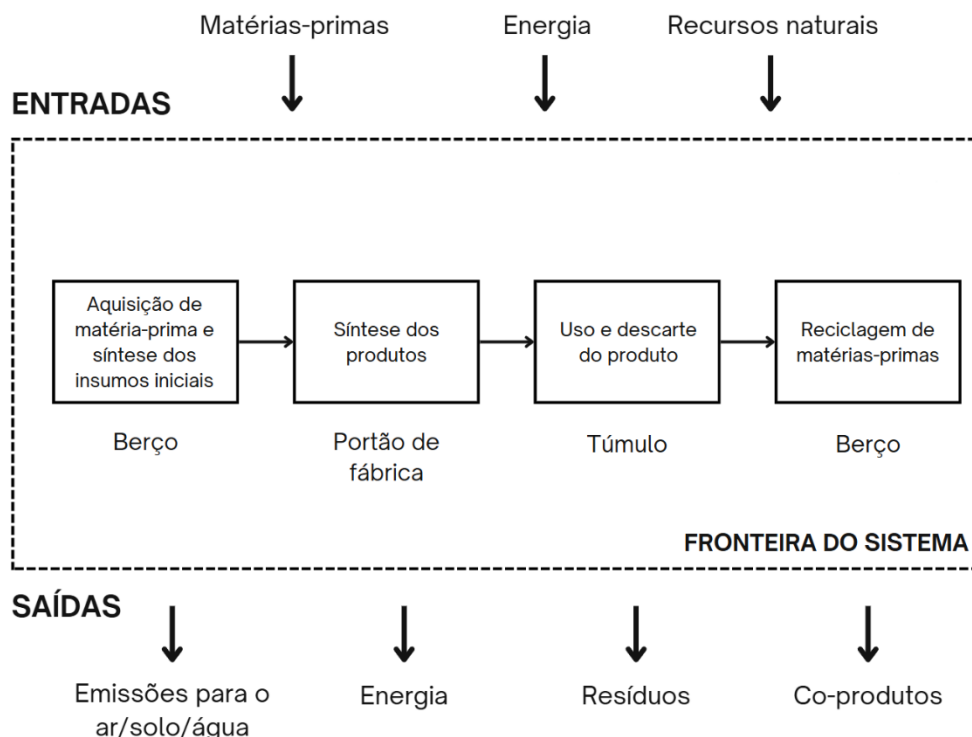 Matérias-primas Energia Recursos naturais
ENTRADAS
Aquisição de
matéria-prima e
síntese dos
insumos iniciais
Síntese dos
produtos
Uso e descarte
do produto
Reciclagem de
matérias-primas
Berço
Portão de
fábrica
Túmulo
Berço
FRONTEIRA DO SISTEMA
SAÍDAS
Emissões para o
ar/solo/água
Energia
Resíduos
Co-produtos